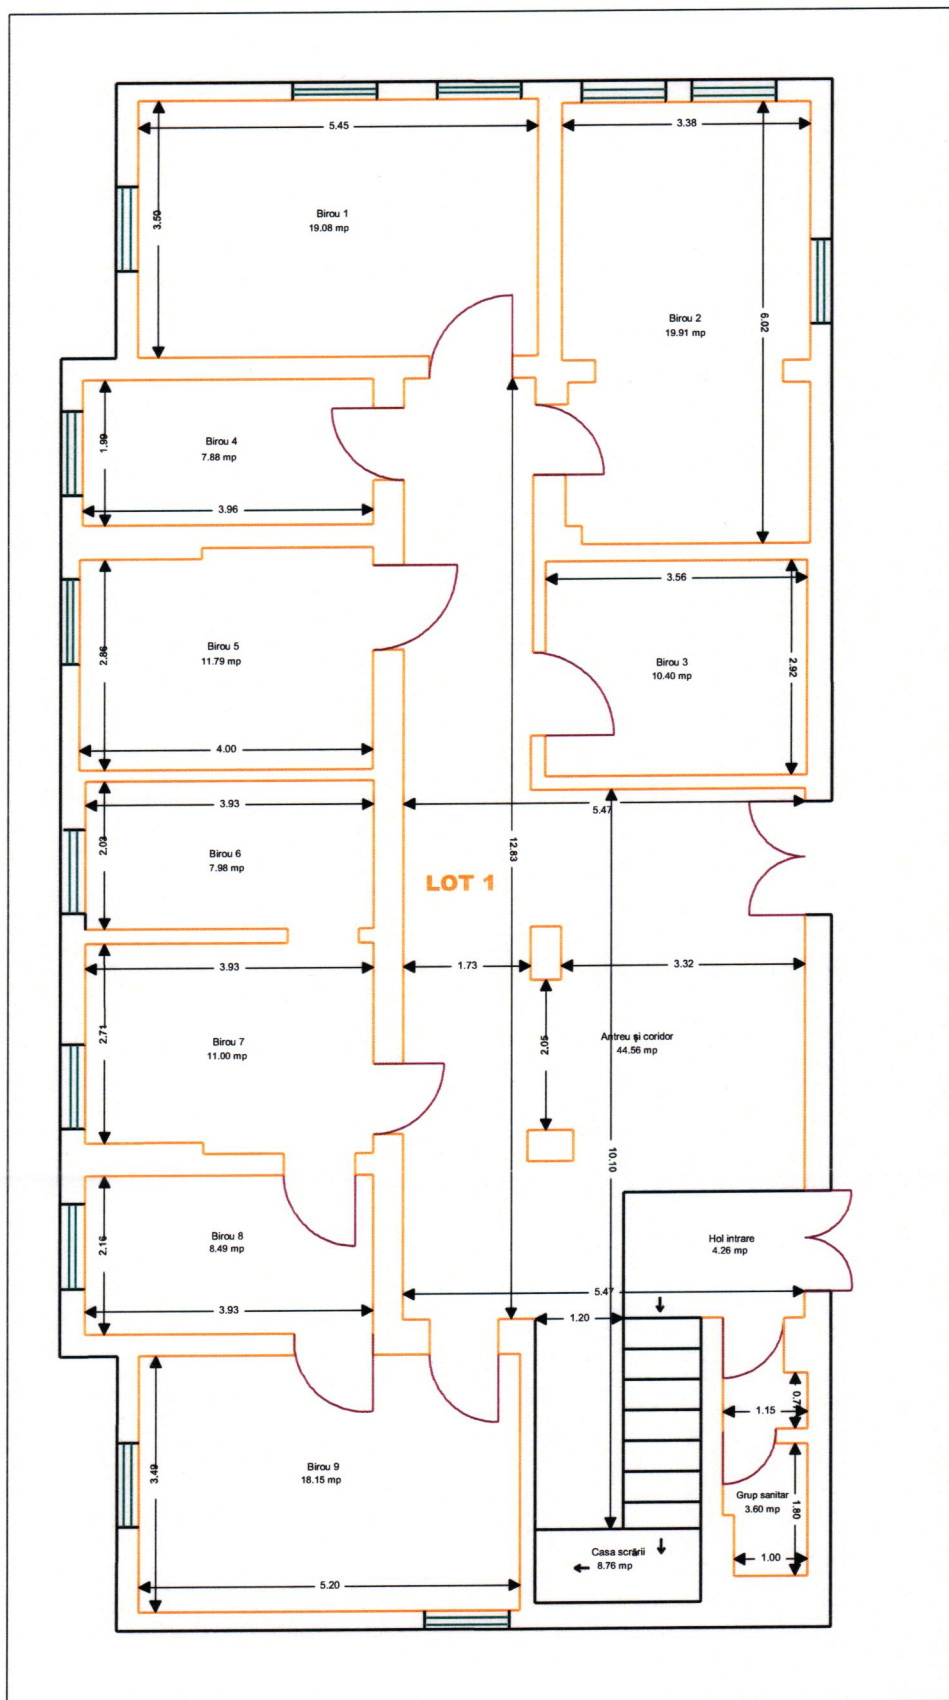 5.45
3.38
3.50
Birou 1
19.08 mp
Birou 2
19.91 mp
6.02
1.99
Birou 4
7.88 mp
3.96
3.56
Birou 5
11.79 mp
2.86
Birou 3
10.40 mp
2.92
4.00
3.93
5.47
2.03
Birou 6
7.98 mp
12.83
LOT 1
3.93
1.73
3.32
2.71
Birou 7
11.00 mp
2.05
Antreu și coridor
44.56 mp
10.10
2.16
Birou 8
8.49 mp
Hol intrare
4.26 mp
3.93
5.47
1.20
1.15
3.49
Birou 9
18.15 mp
Grup sanitar
3.60 mp
1.80
Casa scării
8.76 mp
1.00
5.20